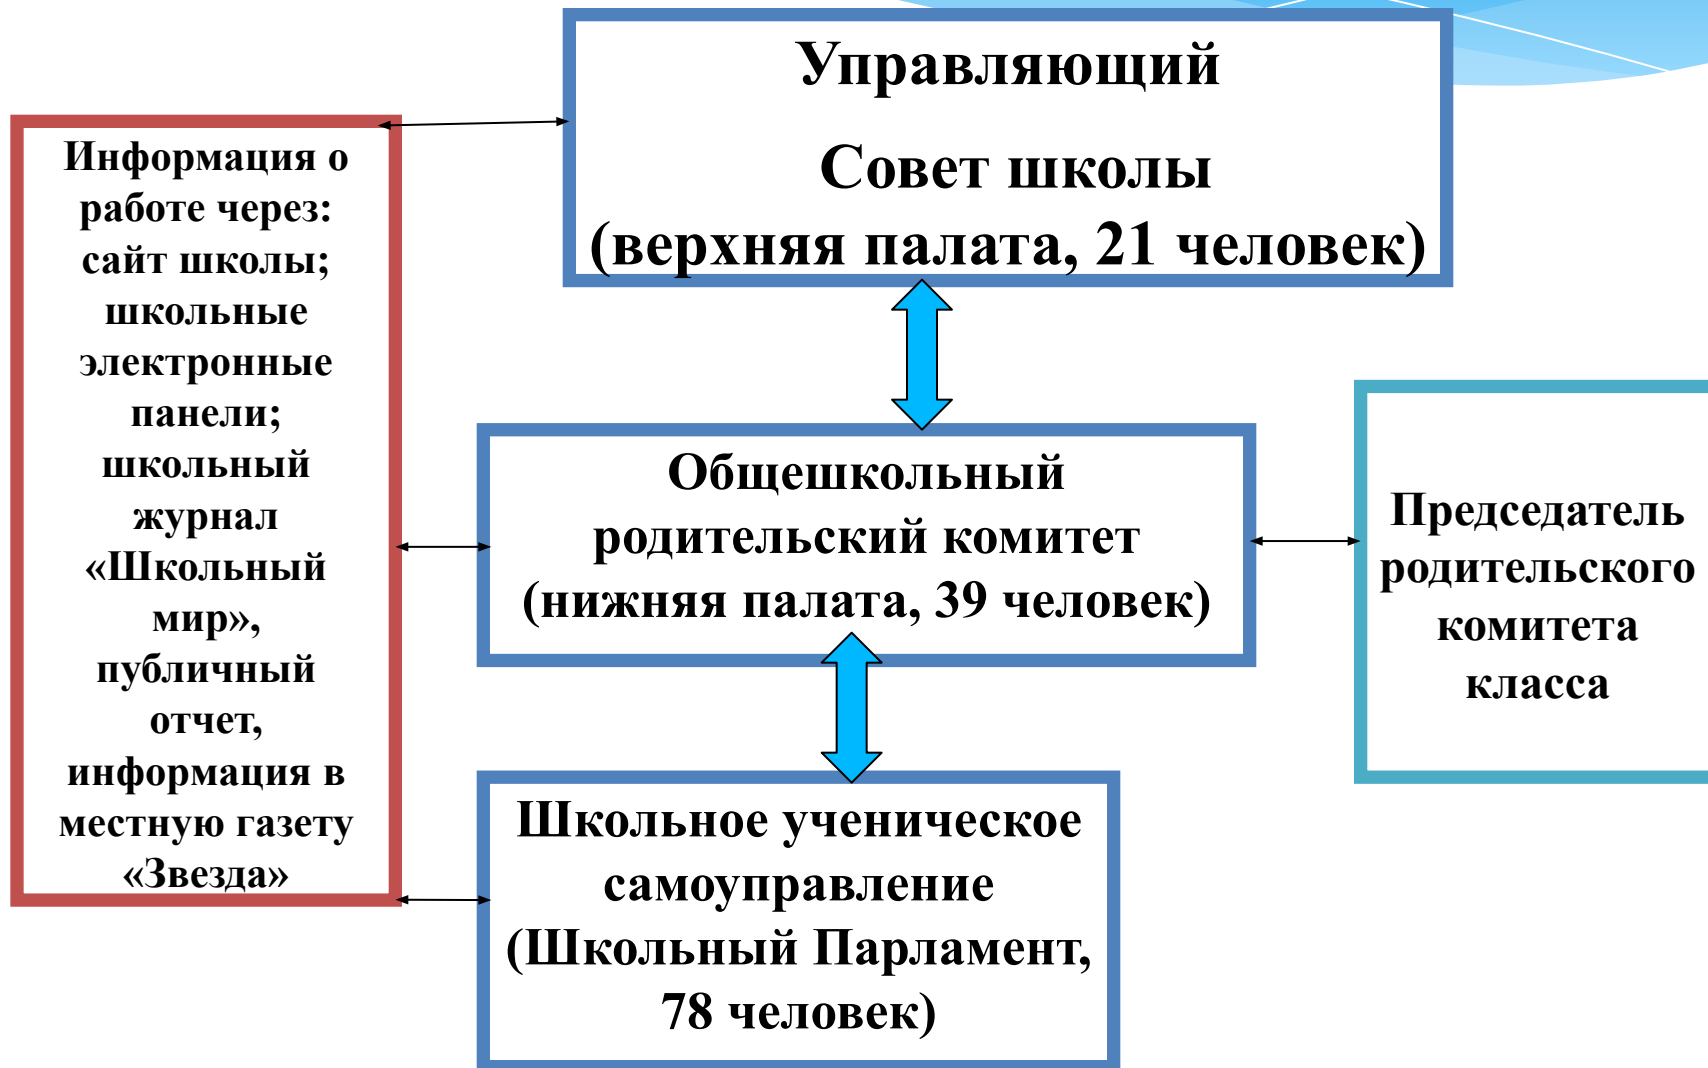 Управляющий
Совет школы
(верхняя палата, 21 человек)
Информация о
работе через:
сайт школы;
школьные
электронные
панели;
школьный
журнал
«Школьный
мир»,
публичный
отчет,
информация в
местную газету
«Звезда»
Общешкольный
родительский комитет
(нижняя палата, 39 человек)
Председатель
родительского
комитета
класса
Школьное ученическое
самоуправление
(Школьный Парламент,
78 человек)